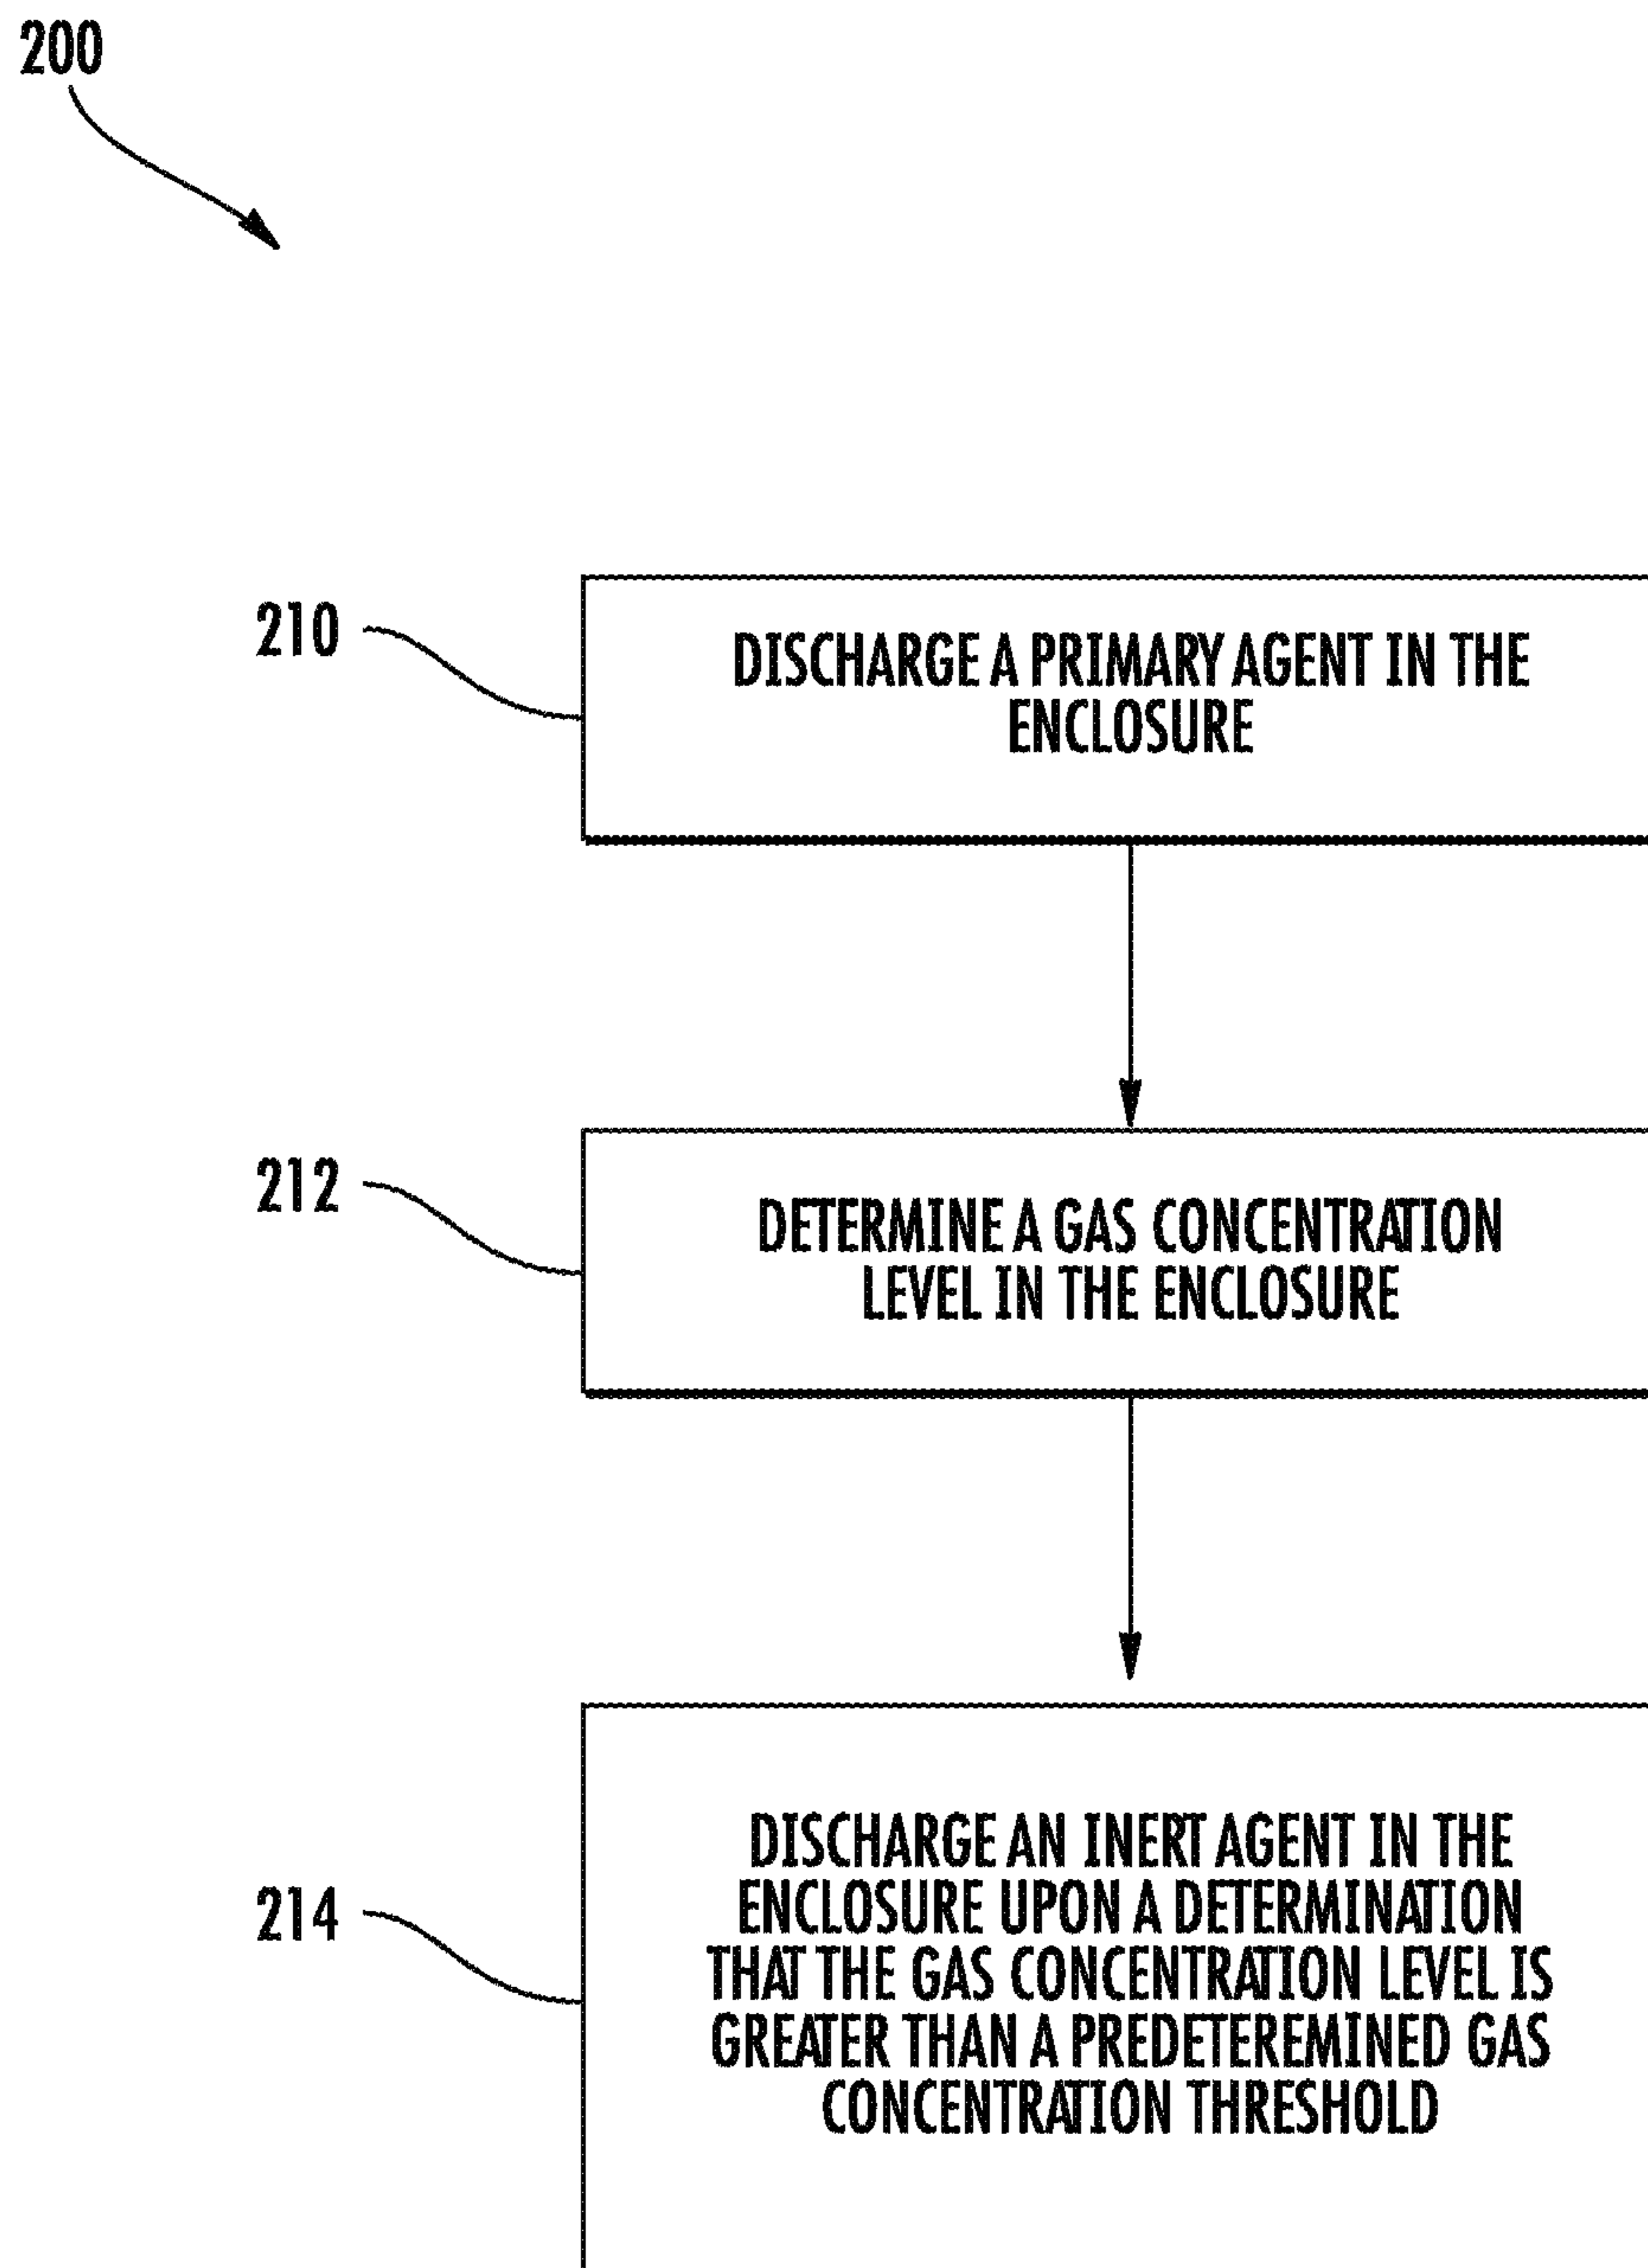 200
210
DISCHARGE A PRIMARY AGENT IN THE
ENCLOSURE
212
DETERMINE A GAS CONCENTRATION
LEVEL IN THE ENCLOSURE
214
DISCHARGE AN INERT AGENT IN THE
ENCLOSURE UPON A DETERMINATION
THAT THE GAS CONCENTRATION LEVEL IS
GREATER THAN A PREDETEREMINED GAS
CONCENTRATION THRESHOLD